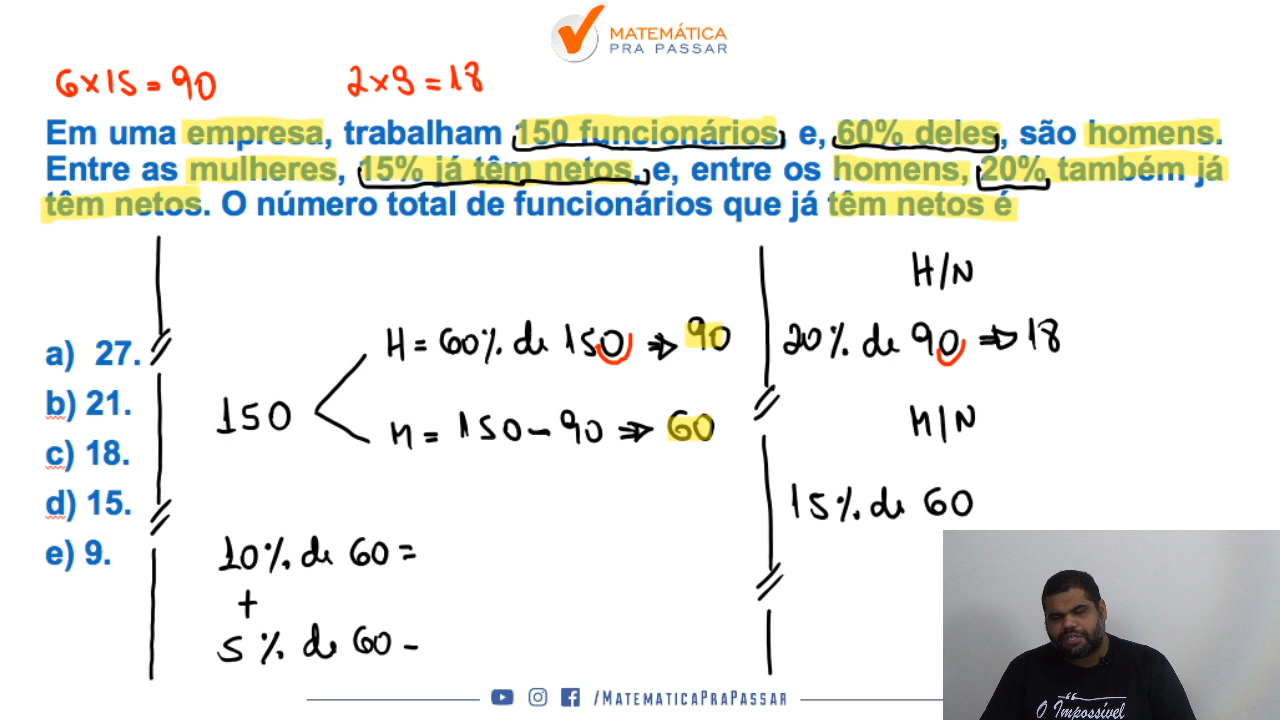 MATEMÁTICA
PRA PASSAR
6x15=90
2x9=18
Em uma empresa, trabalham 150 funcionários e, 60% deles, são homens.
Entre as mulheres, 15% já têm netos, e, entre os homens, 20% também já
têm netos. O número total de funcionários que já têm netos é
a) 27.
b) 21.
c) 18.
d) 15.
e) 9.
150
H = 60% de 150 ⇒ 90
M = 150 - 90 ⇒ 60
10% de 60 =
+
5% de 60 -
H/N
20% de 90 ⇒ 18
M/N
15% de 60
O Impossível
/MATEMATICAPRAPASSAR